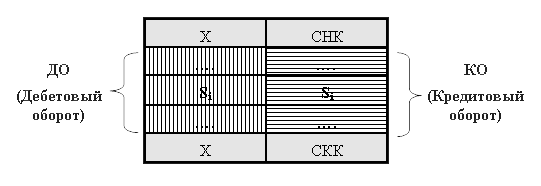 X СНК
.... ....
ДО
(Дебетовый
оборот)
Si Si
КО
(Кредитовый
оборот)
.... ....
X СКК